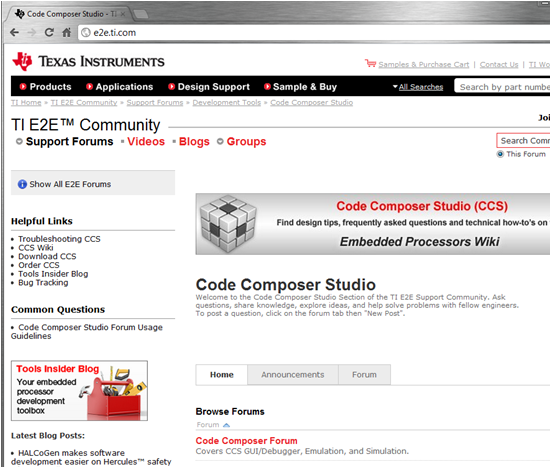 Code Composer Studio - TI
e2e.ti.com
TEXAS INSTRUMENTS
Samples & Purchase Cart | Contact Us | TI Wo
Products Applications Design Support Sample & Buy All Searches Search by part number
TI Home » TI E2E Community » Support Forums » Development Tools » Code Composer Studio
Joi
TI E2E™ Community
Support Forums Videos Blogs Groups
Search Com
This Forum
Show All E2E Forums
Helpful Links
Troubleshooting CCS
CCS Wiki
Download CCS
Order CCS
Tools Insider Blog
Bug Tracking
Common Questions
Code Composer Studio Forum Usage
Guidelines
Tools Insider Blog
Your embedded
processor
development
toolbox
Latest Blog Posts:
HALCoGen makes software
development easier on Hercules™ safety
Code Composer Studio (CCS)
Find design tips, frequently asked questions and technical how-to's on
Embedded Processors Wiki
Code Composer Studio
Welcome to the Code Composer Studio Section of the TI E2E Support Community. Ask
questions, share knowledge, explore ideas, and help solve problems with fellow engineers.
To post a question, click on the forum tab then "New Post".
Home Announcements Forum
Browse Forums
Forum
Code Composer Forum
Covers CCS GUI/Debugger, Emulation, and Simulation.